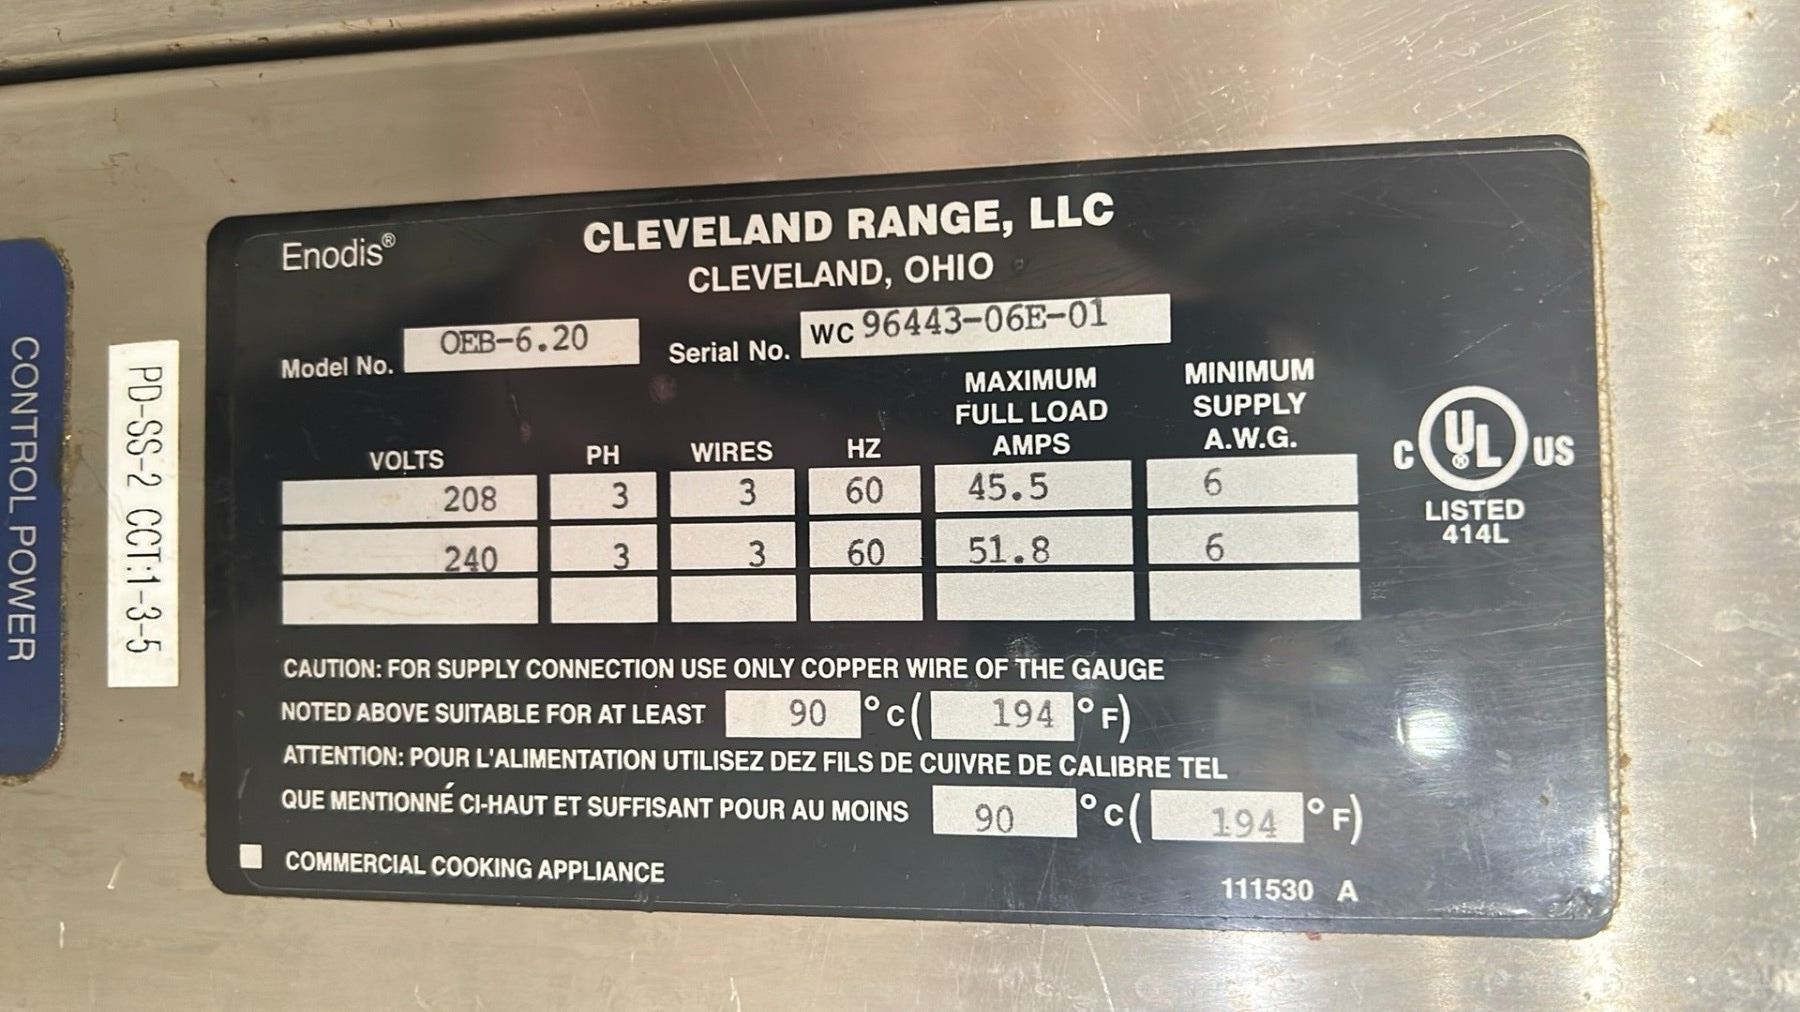 CONTROL POWER
PD-SS-2 CCT:1-3-5
Enodis®
CLEVELAND RANGE, LLC
CLEVELAND, OHIO
Model No. OEB-6.20 Serial No. WC 96443-06E-01
VOLTS PH WIRES HZ MAXIMUM FULL LOAD AMPS MINIMUM SUPPLY A.W.G.
208 3 3 60 45.5 6
240 3 3 60 51.8 6
C UL® US
LISTED
414L
CAUTION: FOR SUPPLY CONNECTION USE ONLY COPPER WIRE OF THE GAUGE
NOTED ABOVE SUITABLE FOR AT LEAST 90 °C( 194 °F)
ATTENTION: POUR L'ALIMENTATION UTILISEZ DEZ FILS DE CUIVRE DE CALIBRE TEL
QUE MENTIONNÉ CI-HAUT ET SUFFISANT POUR AU MOINS 90 °C( 194 °F)
COMMERCIAL COOKING APPLIANCE
111530 A